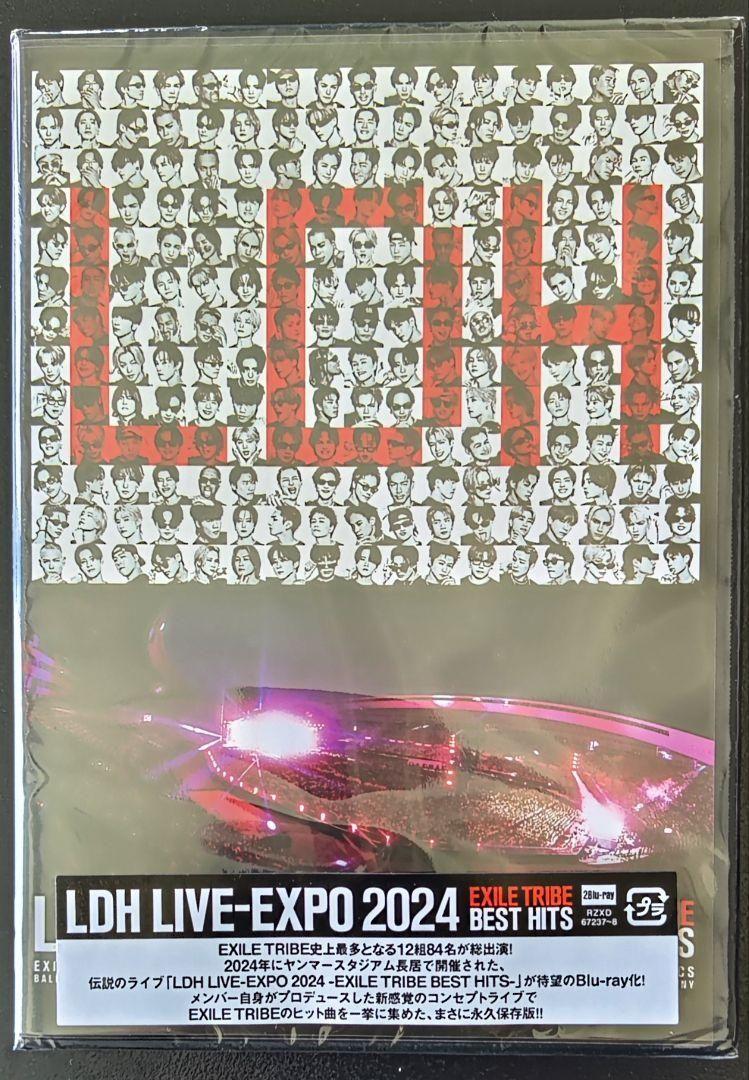 LDH
LDH LIVE-EXPO 2024 EXILE TRIBE BEST HITS
2Blu-ray
RZXD
67237~8
プラ
EXILE TRIBE史上最多となる12組84名が総出演!
2024年にヤンマースタジアム長居で開催された、
伝説のライブ「LDH LIVE-EXPO 2024 -EXILE TRIBE BEST HITS-」が待望のBlu-ray化!
メンバー自身がプロデュースした新感覚のコンセプトライブで
EXILE TRIBEのヒット曲を一挙に集めた、まさに永久保存版!!